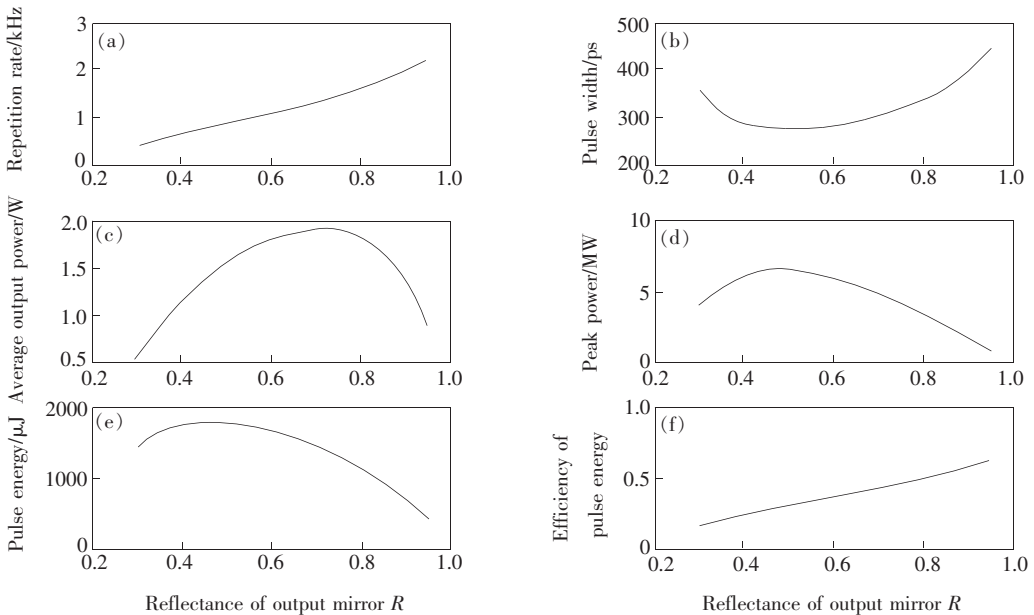 Repetition rate/kHz
3
2
1
0
(a)
0.2 0.4 0.6 0.8 1.0
Pulse width/ps
500
400
300
200
(b)
0.2 0.4 0.6 0.8 1.0
Average output power/W
2.0
1.5
1.0
0.5
(c)
0.2 0.4 0.6 0.8 1.0
Peak power/MW
10
5
0
(d)
0.2 0.4 0.6 0.8 1.0
Pulse energy/μJ
2000
1000
0
(e)
0.2 0.4 0.6 0.8 1.0
Reflectance of output mirror R
Efficiency of
pulse energy
1.0
0.5
0
(f)
0.2 0.4 0.6 0.8 1.0
Reflectance of output mirror R